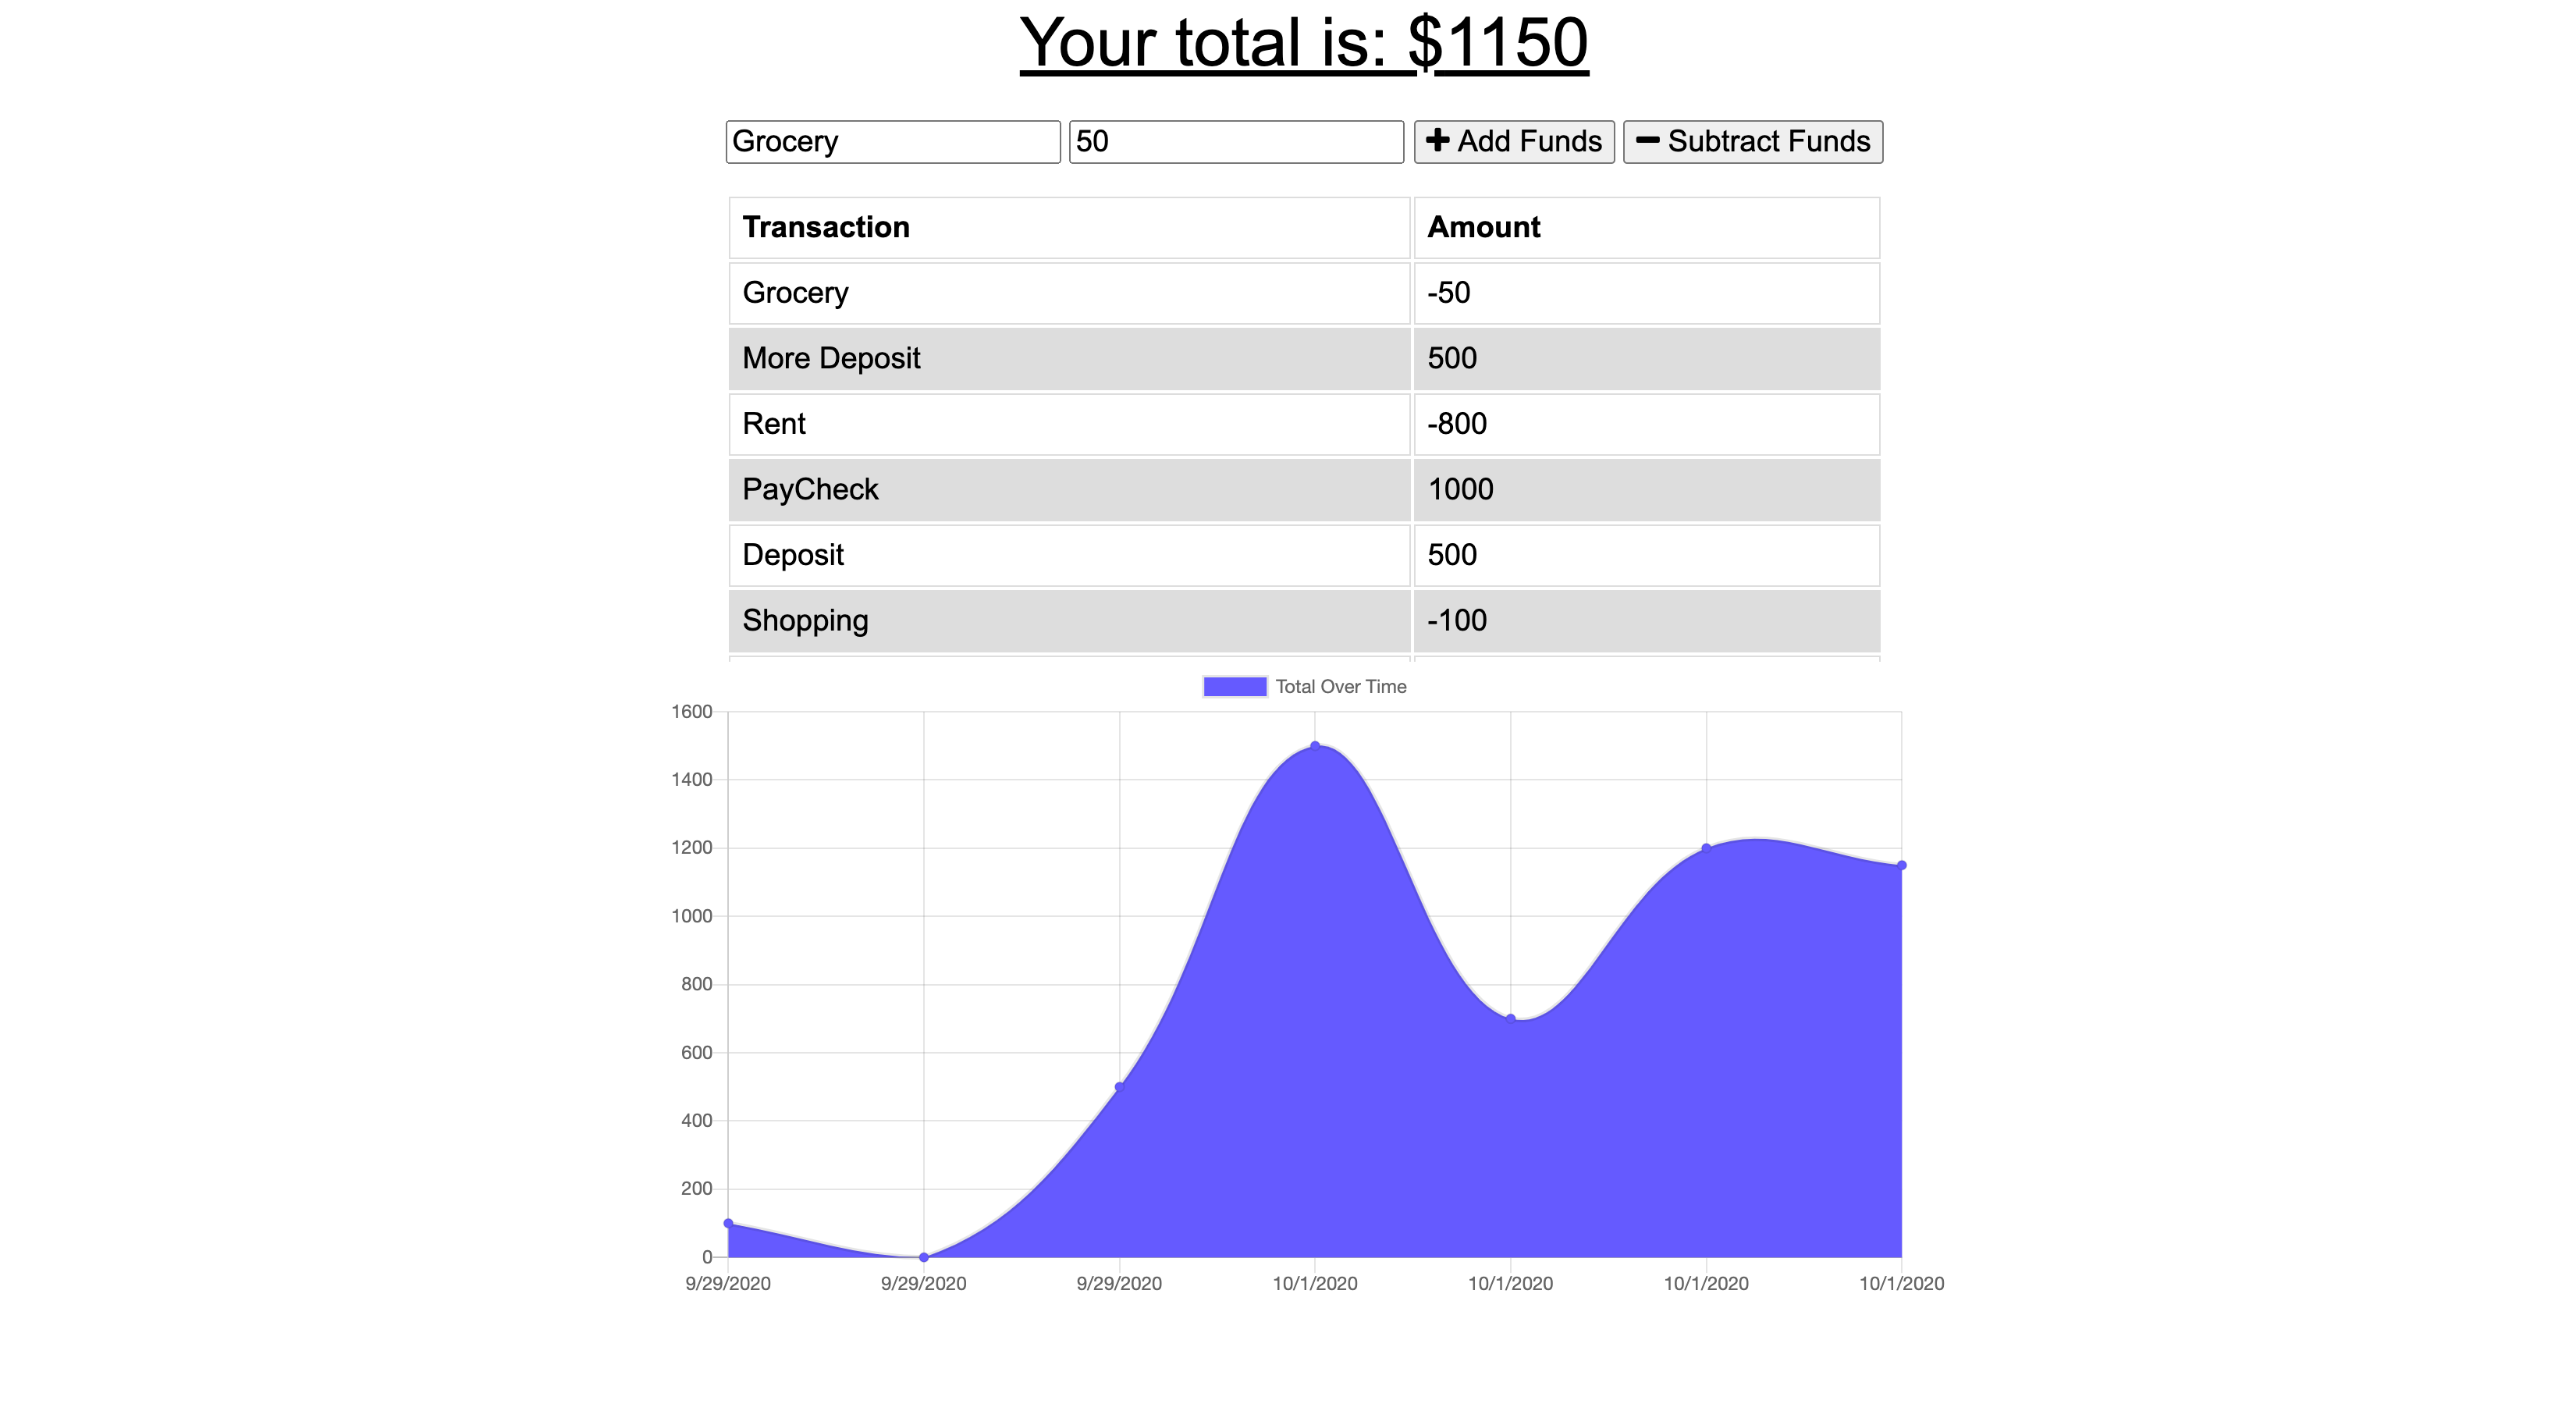 Your total is: $1150
Grocery 50 Add Funds Subtract Funds
Transaction Amount
Grocery -50
More Deposit 500
Rent -800
PayCheck 1000
Deposit 500
Shopping -100
Total Over Time
1600
1400
1200
1000
800
600
400
200
0
9/29/2020 9/29/2020 9/29/2020 10/1/2020 10/1/2020 10/1/2020 10/1/2020